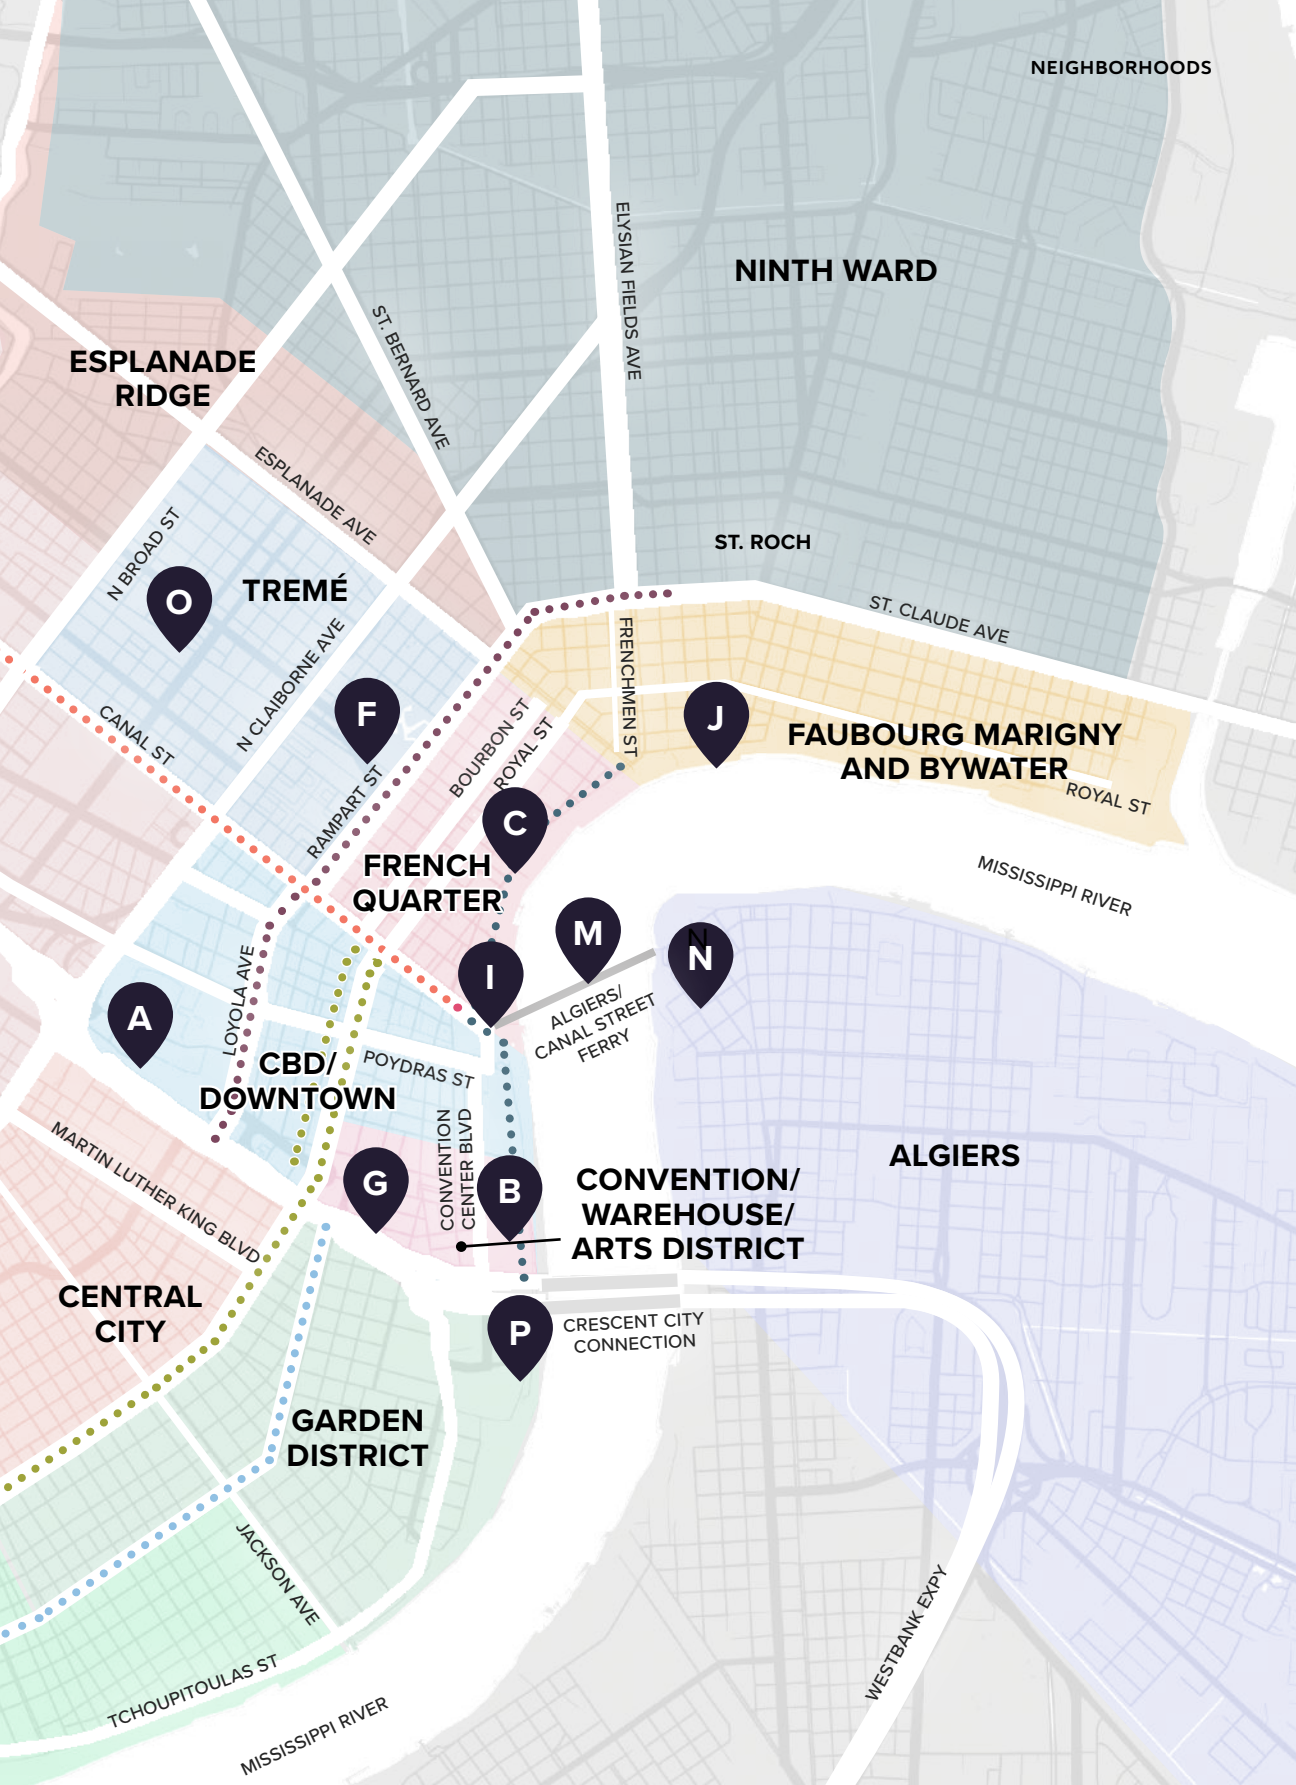 NEIGHBORHOODS
ELYSIAN FIELDS AVE
NINTH WARD
ST. BERNARD AVE
ESPLANADE
RIDGE
ESPLANADE AVE
N BROAD ST
ST. ROCH
O
TREMÉ
ST. CLAUDE AVE
N CLAIBORNE AVE
FRENCHMEN ST
CANAL ST
F
BOURBON ST
ROYAL ST
J
FAUBOURG MARIGNY
AND BYWATER
ROYAL ST
RAMPART ST
C
FRENCH
QUARTER
MISSISSIPPI RIVER
M
N
N
I
LOYOLA AVE
A
ALGIERS/
CANAL STREET
FERRY
CBD/
DOWNTOWN
POYDRAS ST
MARTIN LUTHER KING BLVD
CONVENTION
CENTER BLVD
ALGIERS
G
B
CONVENTION/
WAREHOUSE/
ARTS DISTRICT
CENTRAL
CITY
P
CRESCENT CITY
CONNECTION
GARDEN
DISTRICT
JACKSON AVE
WESTBANK EXPY
TCHOUPITOULAS ST
MISSISSIPPI RIVER